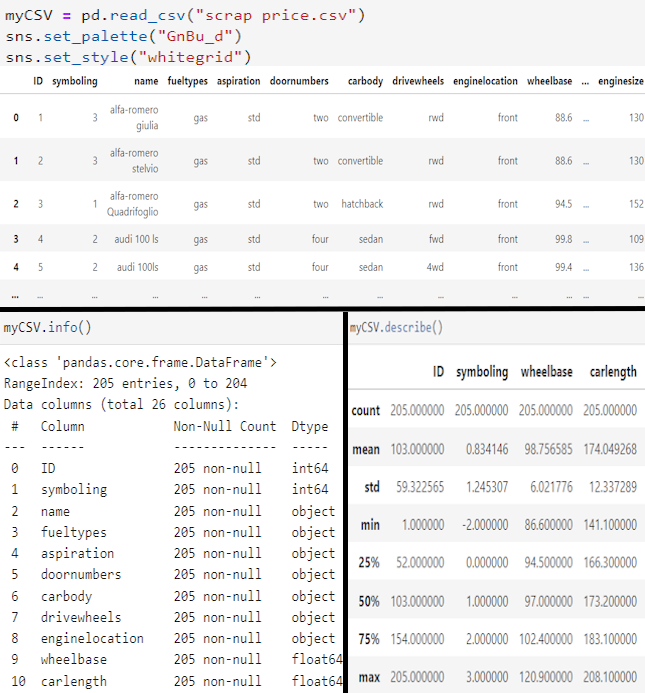 myCSV = pd.read_csv("scrap price.csv")
sns.set_palette("GnBu_d")
sns.set_style("whitegrid")
ID symboling name fueltypes aspiration doornumbers carbody drivewheels enginelocation wheelbase ... enginesize
0 1 3 alfa-romero giulia gas std two convertible rwd front 88.6 ... 130
1 2 3 alfa-romero stelvio gas std two convertible rwd front 88.6 ... 130
2 3 1 alfa-romero Quadrifoglio gas std two hatchback rwd front 94.5 ... 152
3 4 2 audi 100 ls gas std four sedan fwd front 99.8 ... 109
4 5 2 audi 100ls gas std four sedan 4wd front 99.4 ... 136
... ... ... ... ... ... ... ... ... ... ... ... ...
myCSV.info()
<class 'pandas.core.frame.DataFrame'>
RangeIndex: 205 entries, 0 to 204
Data columns (total 26 columns):
# Column Non-Null Count Dtype
--- ------ -------------- -----
0 ID 205 non-null int64
1 symboling 205 non-null int64
2 name 205 non-null object
3 fueltypes 205 non-null object
4 aspiration 205 non-null object
5 doornumbers 205 non-null object
6 carbody 205 non-null object
7 drivewheels 205 non-null object
8 enginelocation 205 non-null object
9 wheelbase 205 non-null float64
10 carlength 205 non-null float64
myCSV.describe()
ID symboling wheelbase carlength
count 205.000000 205.000000 205.000000 205.000000
mean 103.000000 0.834146 98.756585 174.049268
std 59.322565 1.245307 6.021776 12.337289
min 1.000000 -2.000000 86.600000 141.100000
25% 52.000000 0.000000 94.500000 166.300000
50% 103.000000 1.000000 97.000000 173.200000
75% 154.000000 2.000000 102.400000 183.100000
max 205.000000 3.000000 120.900000 208.100000